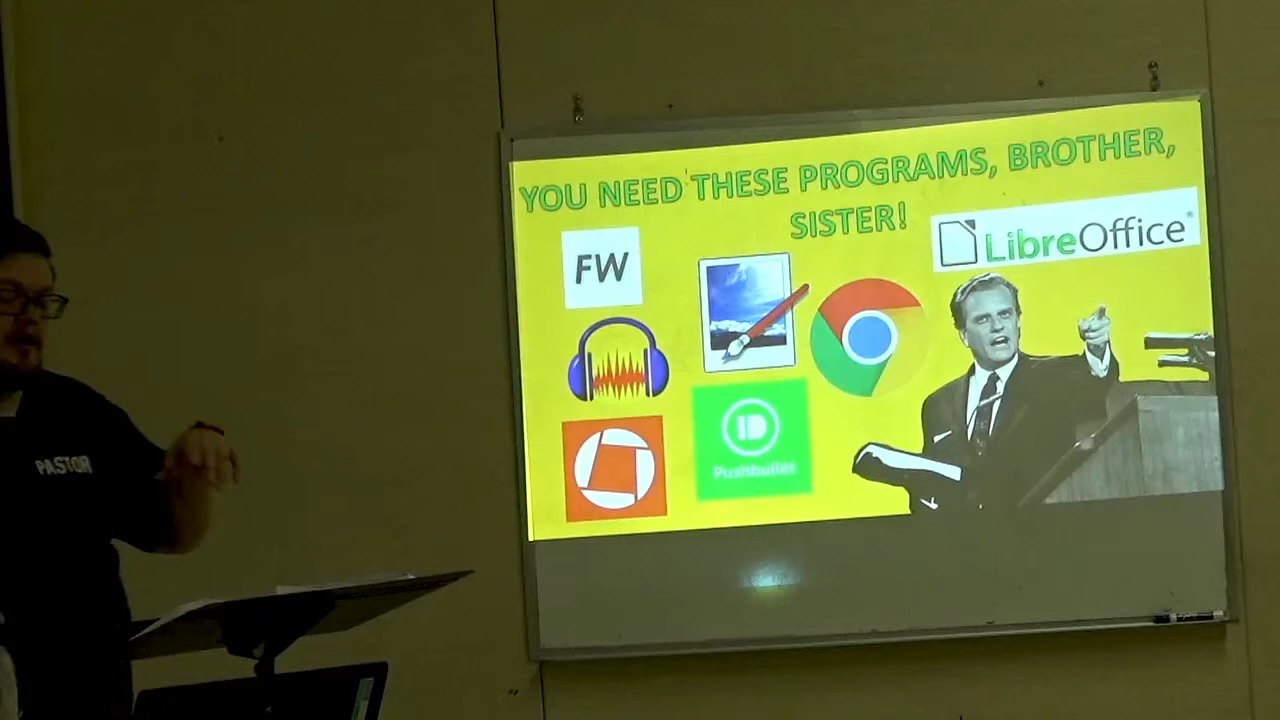 YOU NEED THESE PROGRAMS, BROTHER,
SISTER!
LibreOffice®
FW
Pushbullet
PASTOR